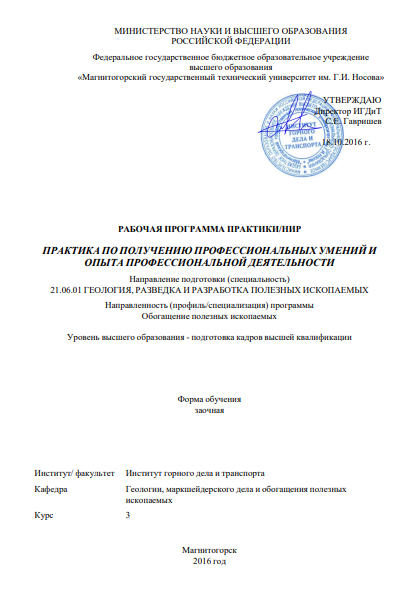 МИНИСТЕРСТВО НАУКИ И ВЫСШЕГО ОБРАЗОВАНИЯ
РОССИЙСКОЙ ФЕДЕРАЦИИ
Федеральное государственное бюджетное образовательное учреждение
высшего образования
«Магнитогорский государственный технический университет им. Г.И. Носова»
УТВЕРЖДАЮ
Директор ИГДиТ
С.Е. Гавришев
18.10.2016 г.
ИНСТИТУТ
ГОРНОГО
ДЕЛА И
ТРАНСПОРТА
РАБОЧАЯ ПРОГРАММА ПРАКТИКИ/НИР
ПРАКТИКА ПО ПОЛУЧЕНИЮ ПРОФЕССИОНАЛЬНЫХ УМЕНИЙ И
ОПЫТА ПРОФЕССИОНАЛЬНОЙ ДЕЯТЕЛЬНОСТИ
Направление подготовки (специальность)
21.06.01 ГЕОЛОГИЯ, РАЗВЕДКА И РАЗРАБОТКА ПОЛЕЗНЫХ ИСКОПАЕМЫХ
Направленность (профиль/специализация) программы
Обогащение полезных ископаемых
Уровень высшего образования - подготовка кадров высшей квалификации
Форма обучения
заочная
Институт/ факультет Институт горного дела и транспорта
Кафедра Геологии, маркшейдерского дела и обогащения полезных
ископаемых
Курс 3
Магнитогорск
2016 год